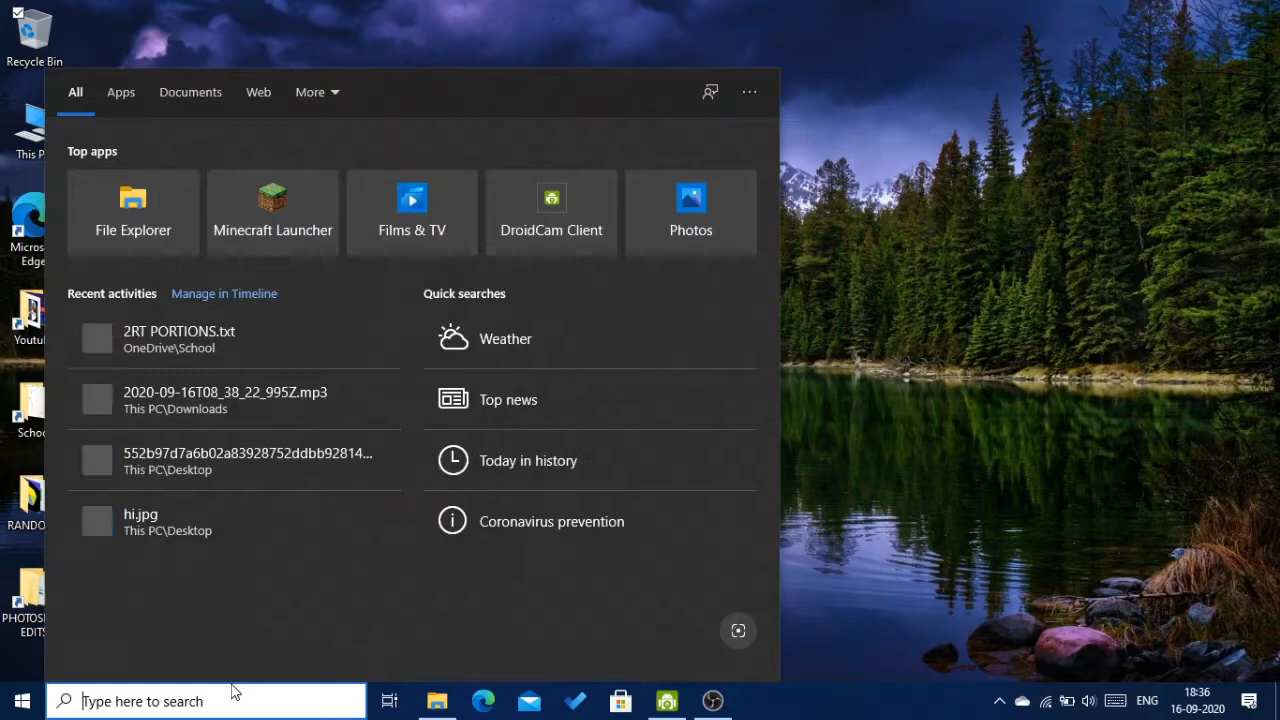 Recycle Bin
This P
Micros
Edge
Youtu
Schoo
RANDO
PHOTOS
EDITS
All Apps Documents Web More
Top apps
File Explorer Minecraft Launcher Films & TV DroidCam Client Photos
Recent activities Manage in Timeline
2RT PORTIONS.txt
OneDrive\School
2020-09-16T08_38_22_995Z.mp3
This PC\Downloads
552b97d7a6b02a83928752ddbb92814...
This PC\Desktop
hi.jpg
This PC\Desktop
Quick searches
Weather
Top news
Today in history
Coronavirus prevention
Type here to search
ENG
18:36
16-09-2020